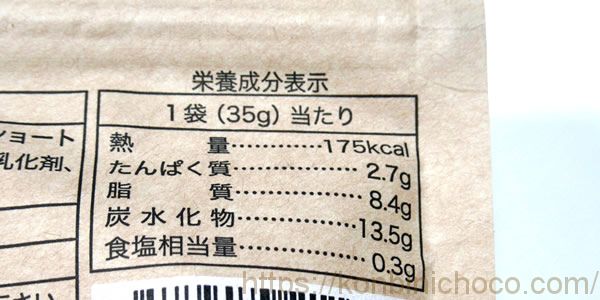 栄養成分表示
1袋(35g)当たり
熱量…………175kcal
たんぱく質…………2.7g
脂質…………8.4g
炭水化物…………13.5g
食塩相当量…………0.3g
ショート
乳化剤、
https://konbinichoco.com/